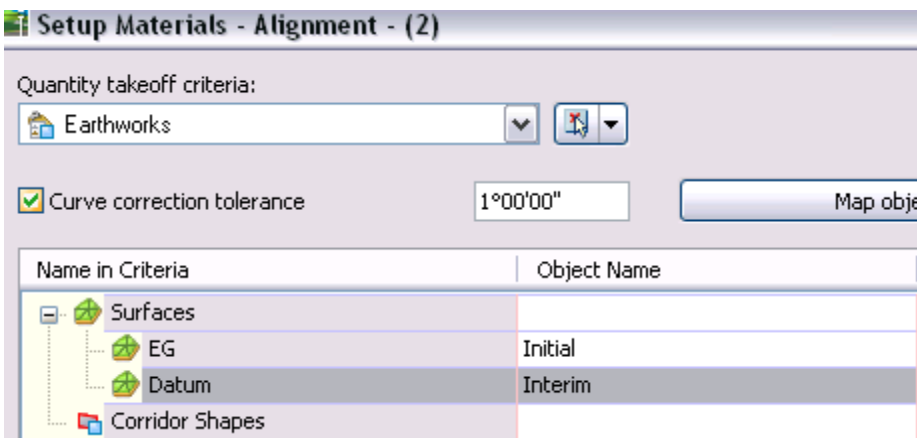 Setup Materials - Alignment - (2)
Quantity takeoff criteria:
Earthworks
Curve correction tolerance 1°00'00" Map obje
Name in Criteria Object Name
Surfaces
EG Initial
Datum Interim
Corridor Shapes